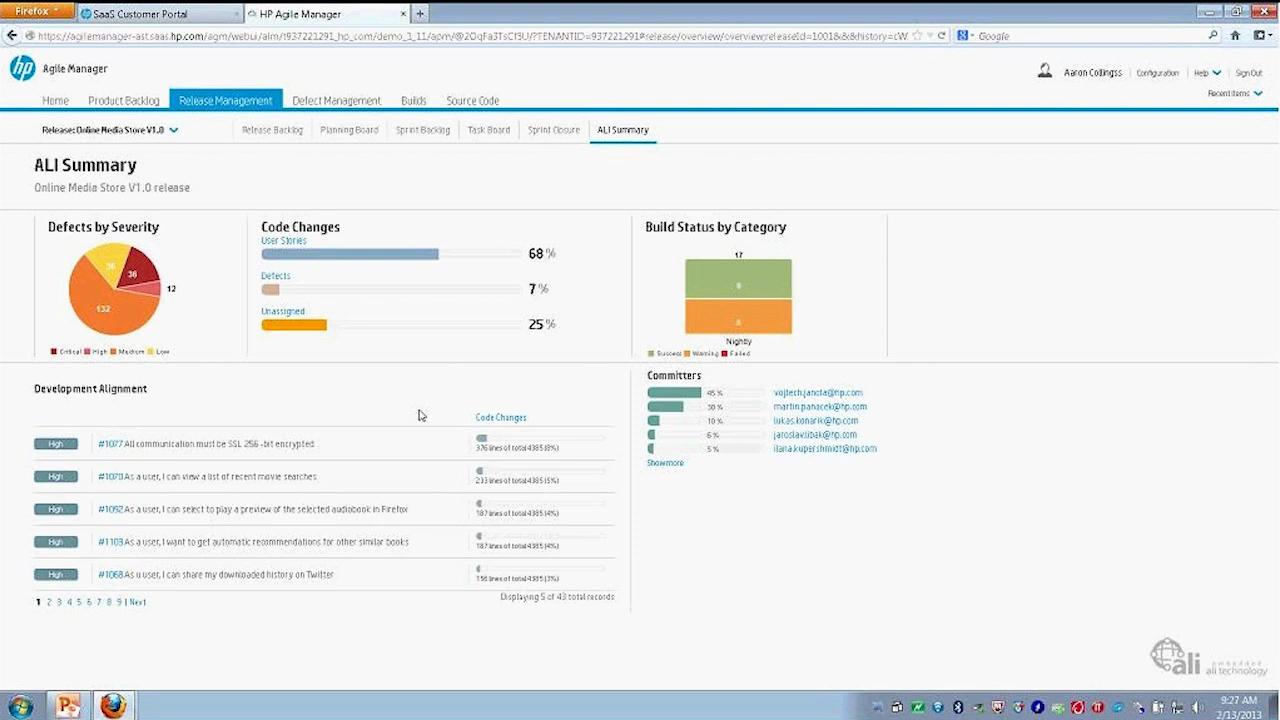 Firefox
SaaS Customer Portal
HP Agile Manager
Google
hp
Agile Manager
Aaron Collingss
Configuration
Help
Sign Out
Recent Items
Home
Product Backlog
Release Management
Defect Management
Builds
Source Code
Release: Online Media Store V1.0
Release Backlog
Planning Board
Sprint Backlog
Task Board
Sprint Closure
ALI Summary
ALI Summary
Online Media Store V1.0 release
Defects by Severity
36
36
12
132
Critical High Medium Low
Code Changes
User Stories
68 %
Defects
7 %
Unassigned
25 %
Build Status by Category
17
Nightly
Success Warning Failed
Development Alignment
Code Changes
High #1077 All communication must be SSL 256 -bit encrypted
376 lines of total 4385 (8%)
High #1070 As a user, I can view a list of recent movie searches
233 lines of total 4385 (5%)
High #1092 As a user, I can select to play a preview of the selected audiobook in Firefox
187 lines of total 4385 (4%)
High #1103 As a user, I want to get automatic recommendations for other similar books
187 lines of total 4385 (4%)
High #1068 As u user, I can share my downloaded history on Twitter
156 lines of total 4385 (3%)
1 2 3 4 5 6 7 8 9 | Next
Displaying 5 of 43 total records
Committers
45 % vojtech.janota@hp.com
30 % martin.panacek@hp.com
10 % lukas.konarik@hp.com
6 % jaroslav.libak@hp.com
5 % ilana.kupershmidt@hp.com
Show more
ali
embedded
ali technology
9:27 AM
2/13/2013